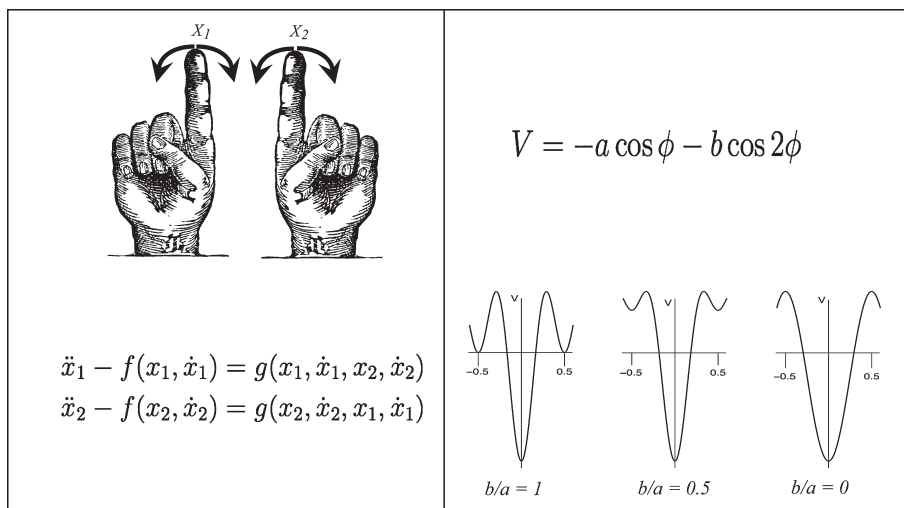 X₁ X₂
ẍ₁ − f(x₁, ẋ₁) = g(x₁, ẋ₁, x₂, ẋ₂)
ẍ₂ − f(x₂, ẋ₂) = g(x₂, ẋ₂, x₁, ẋ₁)
V = −a cos ϕ − b cos 2ϕ
V V V
−0.5 0.5 −0.5 0.5 −0.5 0.5
b/a = 1 b/a = 0.5 b/a = 0